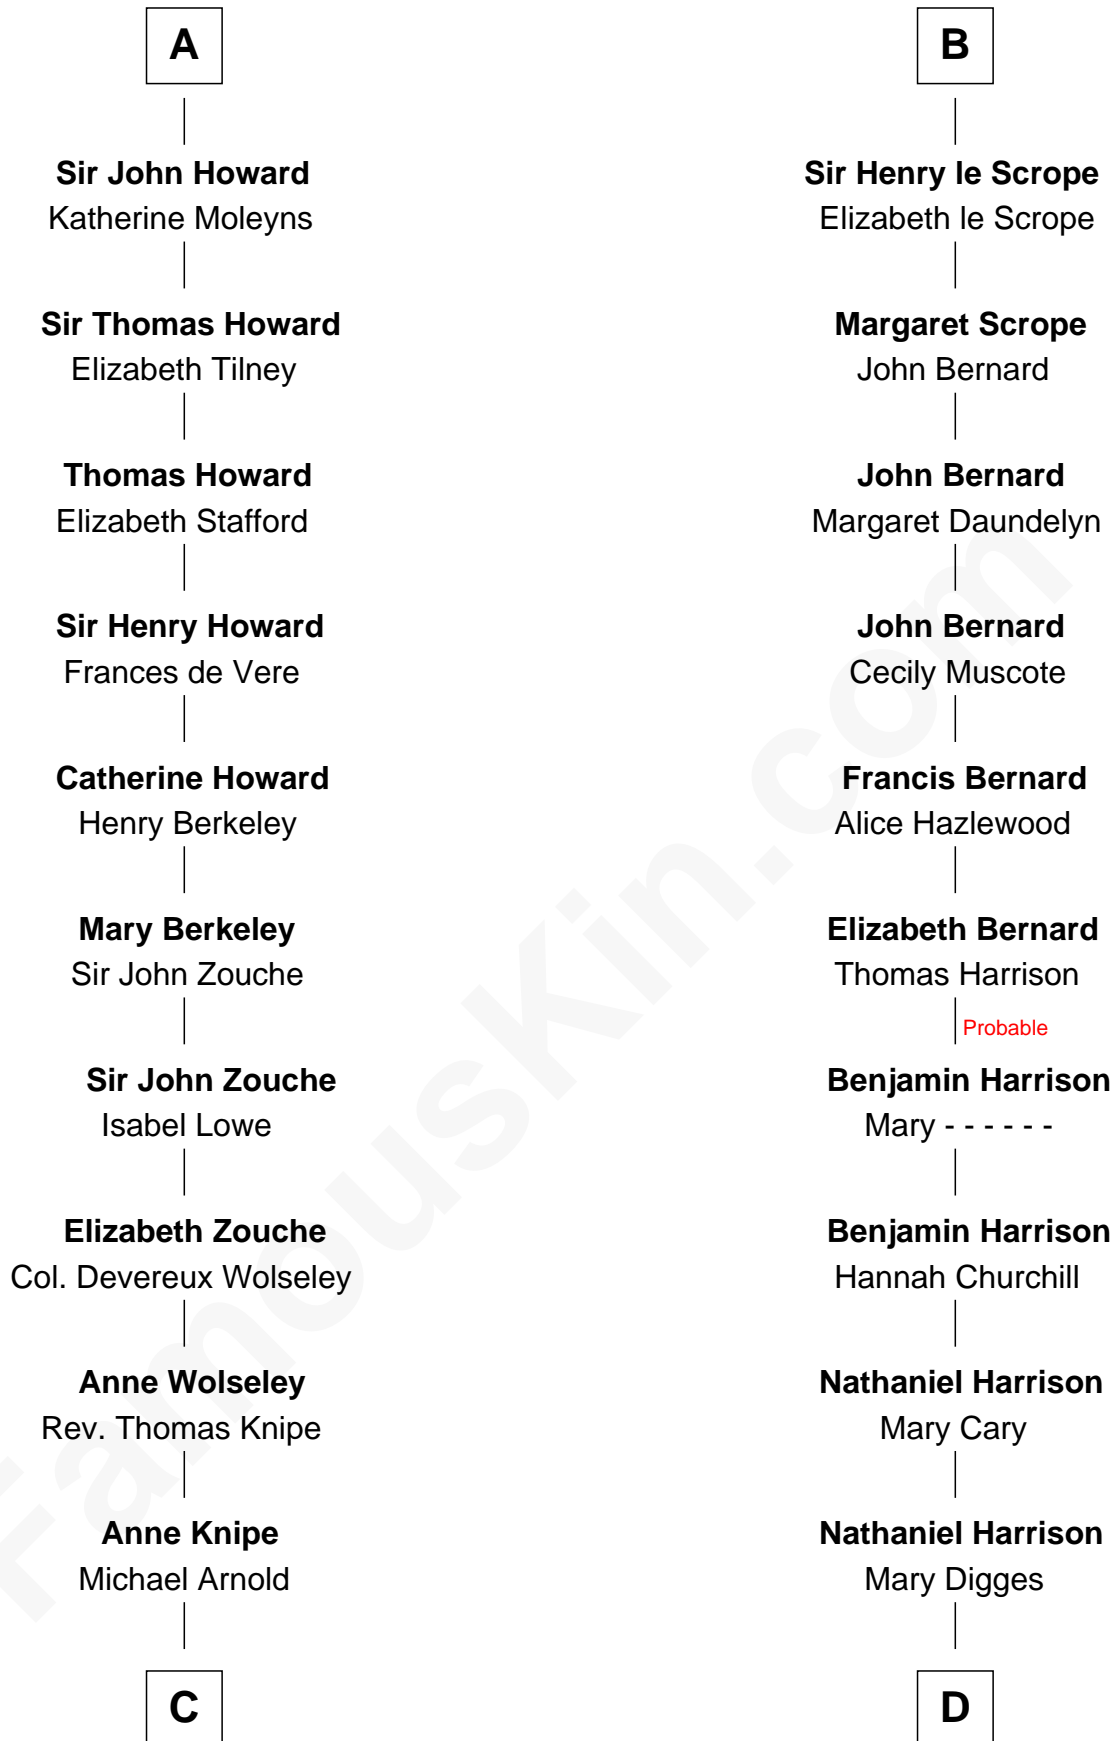 A
Sir John Howard
Katherine Moleyns
Sir Thomas Howard
Elizabeth Tilney
Thomas Howard
Elizabeth Stafford
Sir Henry Howard
Frances de Vere
Catherine Howard
Henry Berkeley
Mary Berkeley
Sir John Zouche
Sir John Zouche
Isabel Lowe
Elizabeth Zouche
Col. Devereux Wolseley
Anne Wolseley
Rev. Thomas Knipe
Anne Knipe
Michael Arnold
C
B
Sir Henry le Scrope
Elizabeth le Scrope
Margaret Scrope
John Bernard
John Bernard
Margaret Daundelyn
John Bernard
Cecily Muscote
Francis Bernard
Alice Hazlewood
Elizabeth Bernard
Thomas Harrison
Probable
Benjamin Harrison
Mary - - - - - -
Benjamin Harrison
Hannah Churchill
Nathaniel Harrison
Mary Cary
Nathaniel Harrison
Mary Digges
D
FamousKin.com